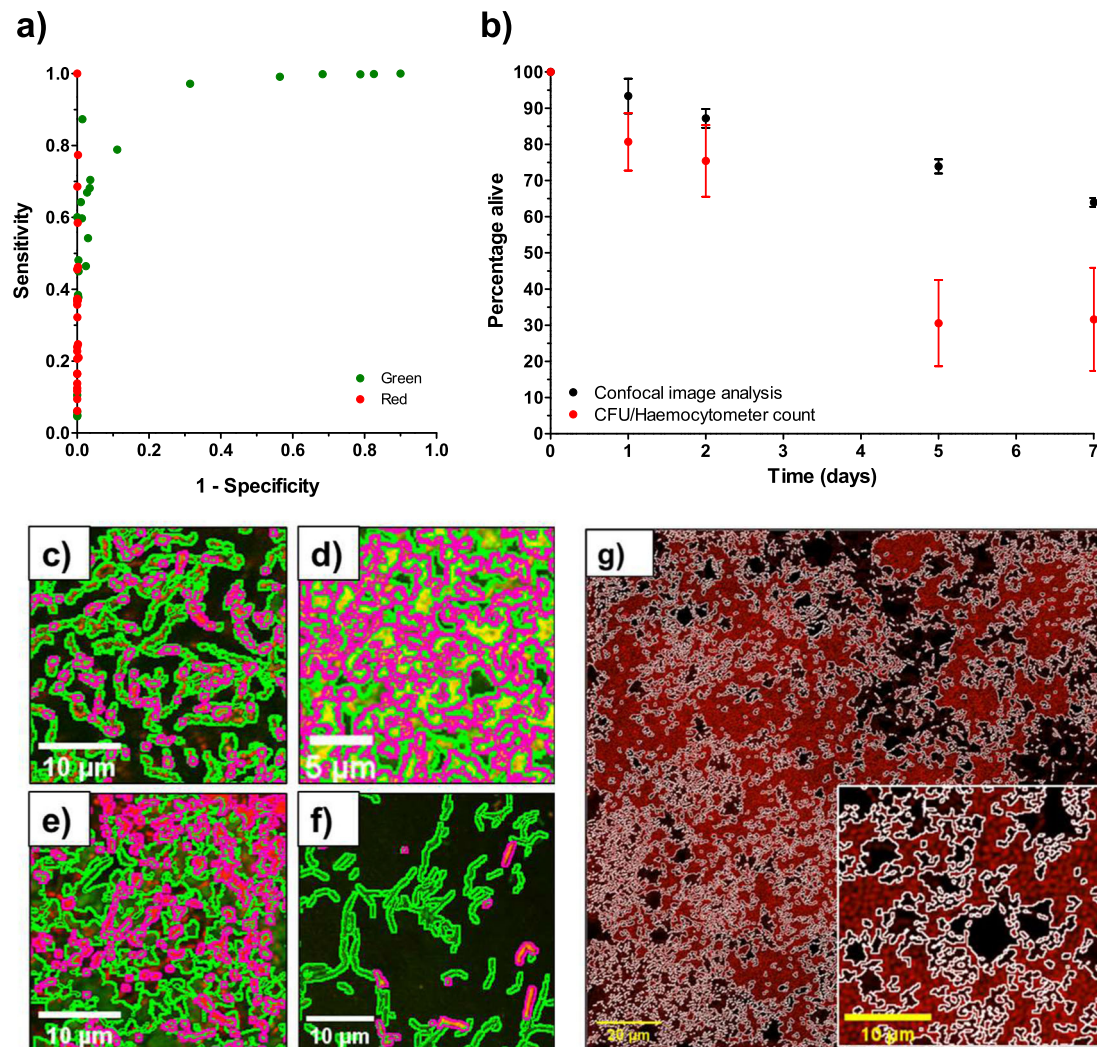 a)
1.0
0.8
0.6
0.4
0.2
0.0
Sensitivity
0.0 0.2 0.4 0.6 0.8 1.0
1 - Specificity
Green
Red
b)
100
90
80
70
60
50
40
30
20
10
0
Percentage alive
0 1 2 3 4 5 6 7
Time (days)
Confocal image analysis
CFU/Haemocytometer count
c)
10 µm
d)
5 µm
e)
10 µm
f)
10 µm
g)
20 µm
10 µm